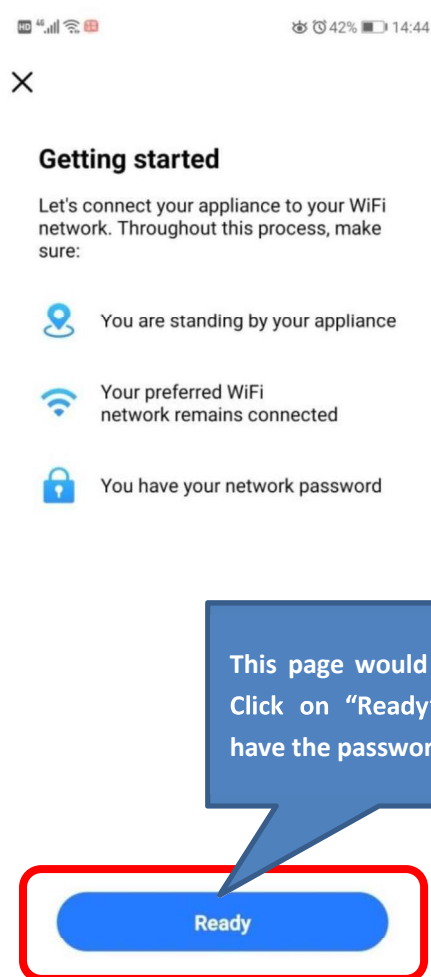 HD 4G 42% 14:44
Getting started
Let's connect your appliance to your WiFi
network. Throughout this process, make
sure:
You are standing by your appliance
Your preferred WiFi
network remains connected
You have your network password
This page would
Click on “Ready
have the passwor
Ready